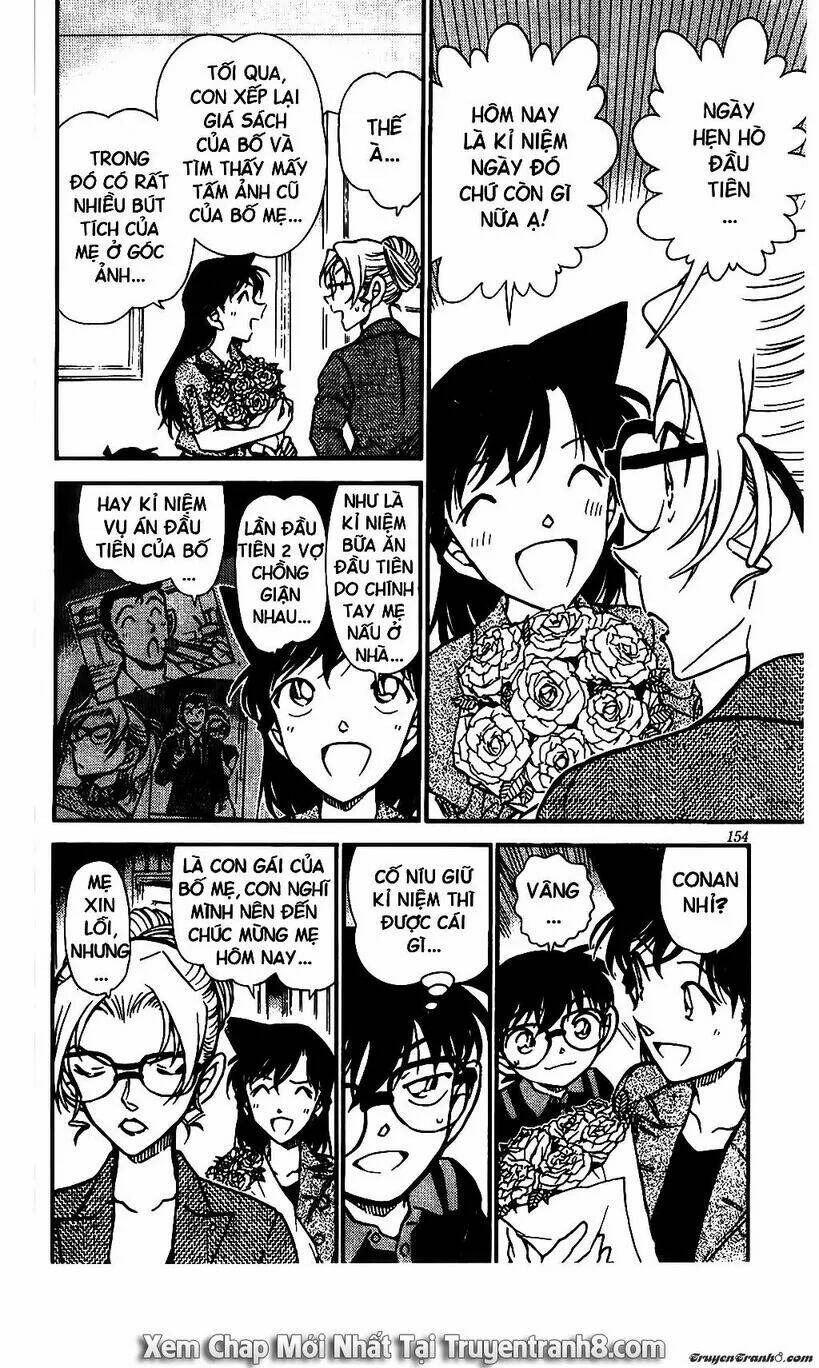 NGÀY
HẸN HÒ
ĐẦU
TIÊN
...
HÔM NAY
LÀ KỈ NIỆM
NGÀY ĐÓ
CHỨ CÒN GÌ
NỮA Ạ!
THẾ
À...
TỐI QUA,
CON XẾP LẠI
GIÁ SÁCH
CỦA BỐ VÀ
TÌM THẤY MẤY
TẤM ẢNH CŨ
CỦA BỐ MẸ...
TRONG
ĐÓ CÓ RẤT
NHIỀU BÚT
TÍCH CỦA
MẸ Ở GÓC
ẢNH...
NHƯ LÀ
KỈ NIỆM
BỮA ĂN
ĐẦU TIÊN
DO CHÍNH
TAY MẸ
NẤU Ở
NHÀ...
LẦN ĐẦU
TIÊN 2 VỢ
CHỒNG
GIẬN
NHAU...
HAY KỈ NIỆM
VỤ ÁN ĐẦU
TIÊN CỦA BỐ
...
154
CONAN
NHỈ?
VÂNG
...
CỐ NÍU GIỮ
KỈ NIỆM THÌ
ĐƯỢC CÁI
GÌ...
LÀ CON GÁI CỦA
BỐ MẸ, CON NGHĨ
MÌNH NÊN ĐẾN
CHÚC MỪNG MẸ
HÔM NAY...
MẸ
XIN
LỖI,
NHƯNG
...
Xem Chap Mới Nhất Tại Truyentranh8.com
TruyenTranh8.com